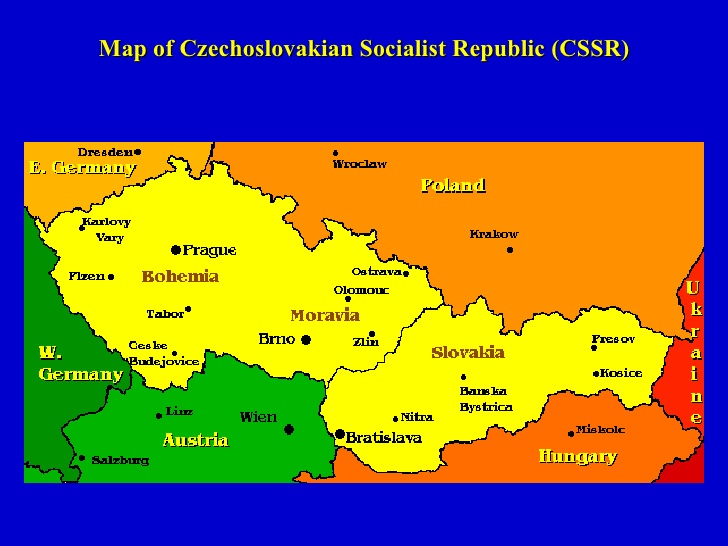 Map of Czechoslovakian Socialist Republic (CSSR)
Dresden
E. Germany
Wroclaw
Poland
Karlovy
Vary
Krakow
Prague
Plzen
Bohemia
Ostrava
Olomouc
Ukraine
Tabor
Moravia
Brno
Zlin
Ceske
Budejovice
W.
Germany
Slovakia
Presov
Kosice
Banska
Bystrica
Linz
Wien
Nitra
Austria
Bratislava
Miskolc
Salzburg
Hungary